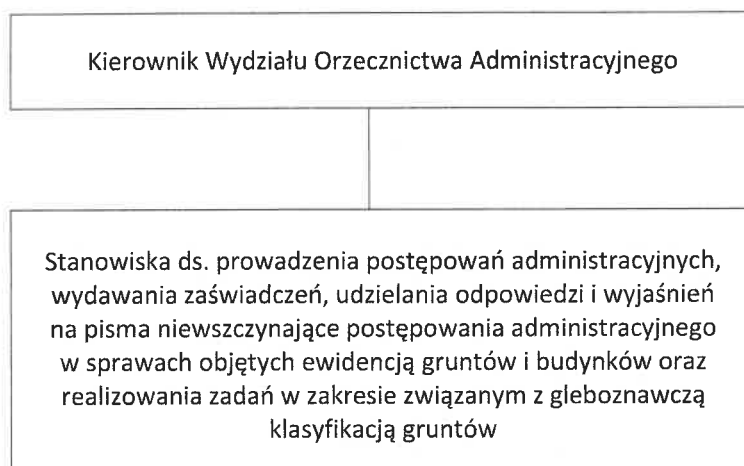 Kierownik Wydziału Orzecznictwa Administracyjnego
Stanowiska ds. prowadzenia postępowań administracyjnych,
wydawania zaświadczeń, udzielania odpowiedzi i wyjaśnień
na pisma niewszczynające postępowania administracyjnego
w sprawach objętych ewidencją gruntów i budynków oraz
realizowania zadań w zakresie związanym z gleboznawczą
klasyfikacją gruntów